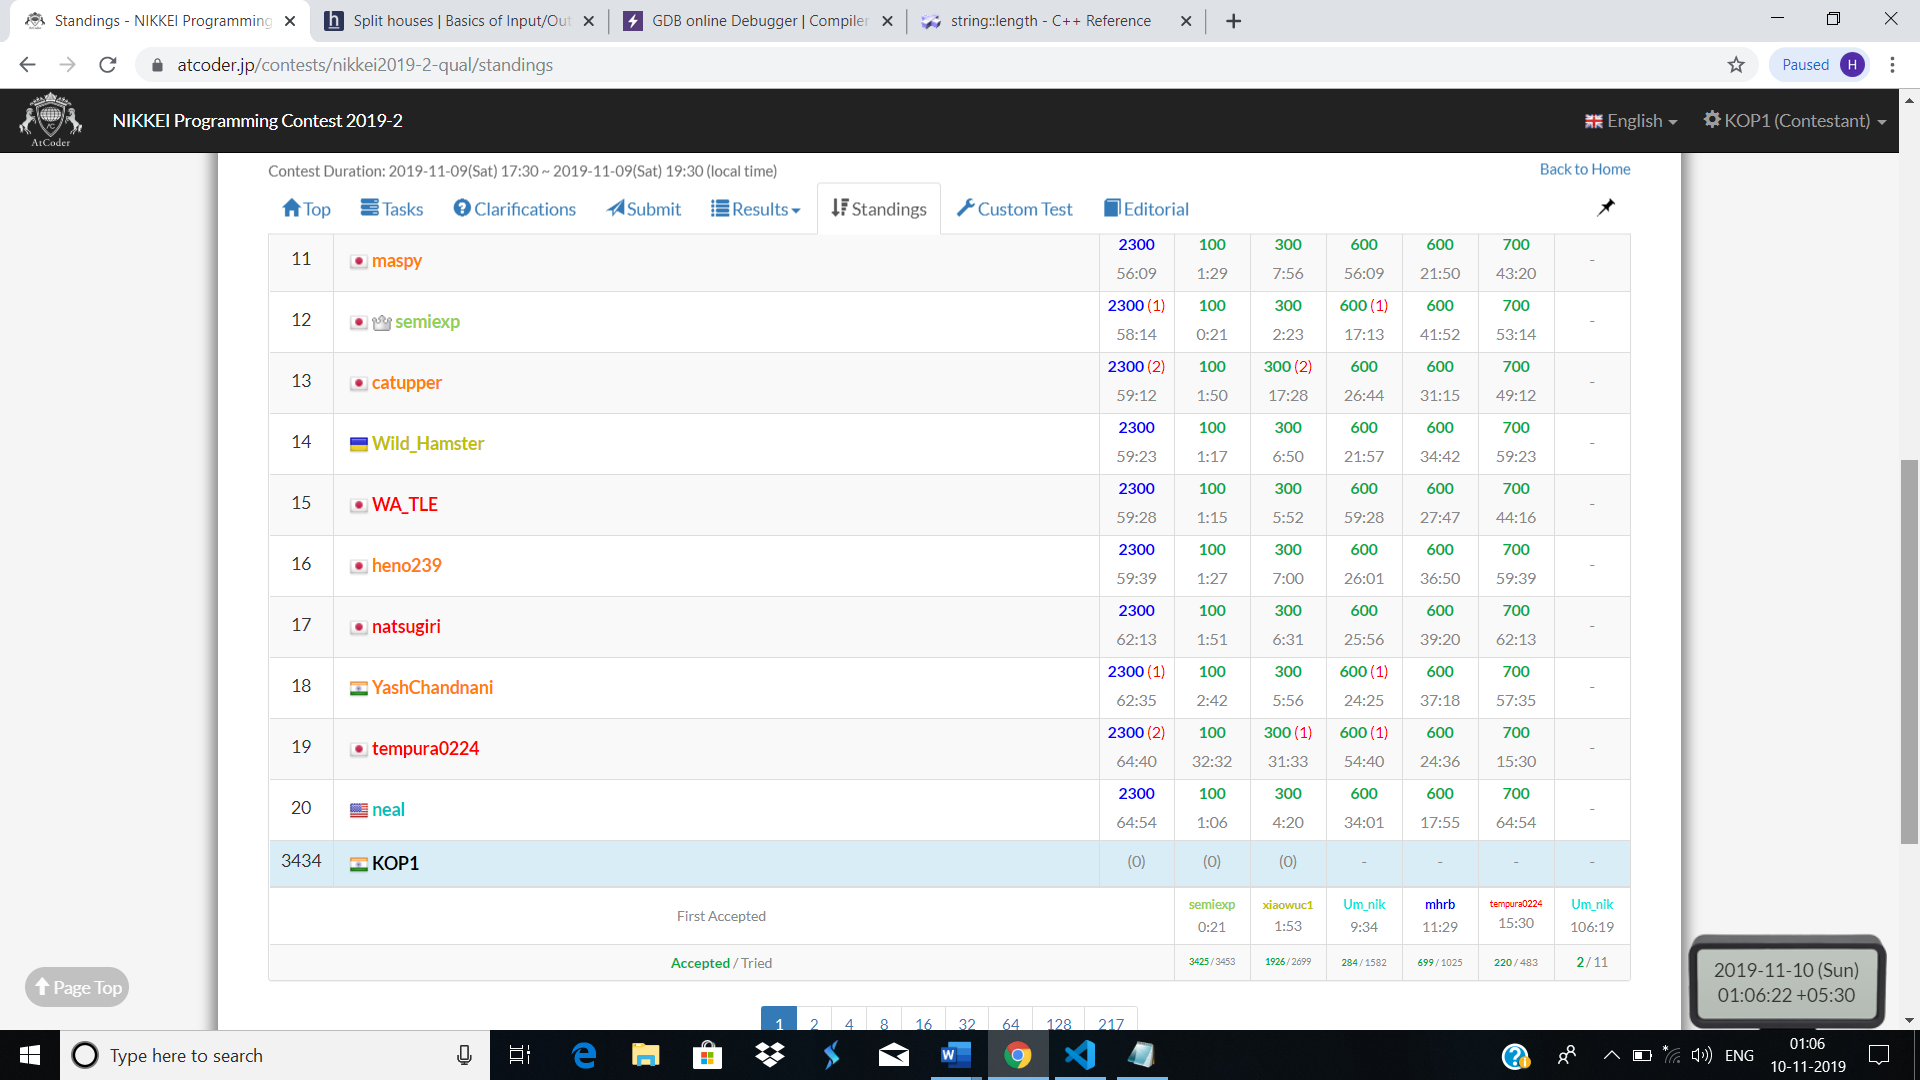 Standings - NIKKEI Programming
Split houses | Basics of Input/Out
GDB online Debugger | Compiler
string::length - C++ Reference
atcoder.jp/contests/nikkei2019-2-qual/standings
Paused H
AtCoder
NIKKEI Programming Contest 2019-2
English
KOP1 (Contestant)
Contest Duration: 2019-11-09(Sat) 17:30 ~ 2019-11-09(Sat) 19:30 (local time)
Back to Home
Top Tasks Clarifications Submit Results Standings Custom Test Editorial
11 maspy 2300 100 300 600 600 700 -
56:09 1:29 7:56 56:09 21:50 43:20
12 semiexp 2300 (1) 100 300 600 (1) 600 700 -
58:14 0:21 2:23 17:13 41:52 53:14
13 catupper 2300 (2) 100 300 (2) 600 600 700 -
59:12 1:50 17:28 26:44 31:15 49:12
14 Wild_Hamster 2300 100 300 600 600 700 -
59:23 1:17 6:50 21:57 34:42 59:23
15 WA_TLE 2300 100 300 600 600 700 -
59:28 1:15 5:52 59:28 27:47 44:16
16 heno239 2300 100 300 600 600 700 -
59:39 1:27 7:00 26:01 36:50 59:39
17 natsugiri 2300 100 300 600 600 700 -
62:13 1:51 6:31 25:56 39:20 62:13
18 YashChandnani 2300 (1) 100 300 600 (1) 600 700 -
62:35 2:42 5:56 24:25 37:18 57:35
19 tempura0224 2300 (2) 100 300 (1) 600 (1) 600 700 -
64:40 32:32 31:33 54:40 24:36 15:30
20 neal 2300 100 300 600 600 700 -
64:54 1:06 4:20 34:01 17:55 64:54
3434 KOP1 (0) (0) (0) - - - -
First Accepted semiexp xiaowuc1 Um_nik mhrb tempura0224 Um_nik
0:21 1:53 9:34 11:29 15:30 106:19
Accepted / Tried 3425 / 3453 1926 / 2699 284 / 1582 699 / 1025 220 / 483 2 / 11
Page Top
1 2 4 8 16 32 64 128 217
2019-11-10 (Sun)
01:06:22 +05:30
Type here to search
ENG
01:06
10-11-2019